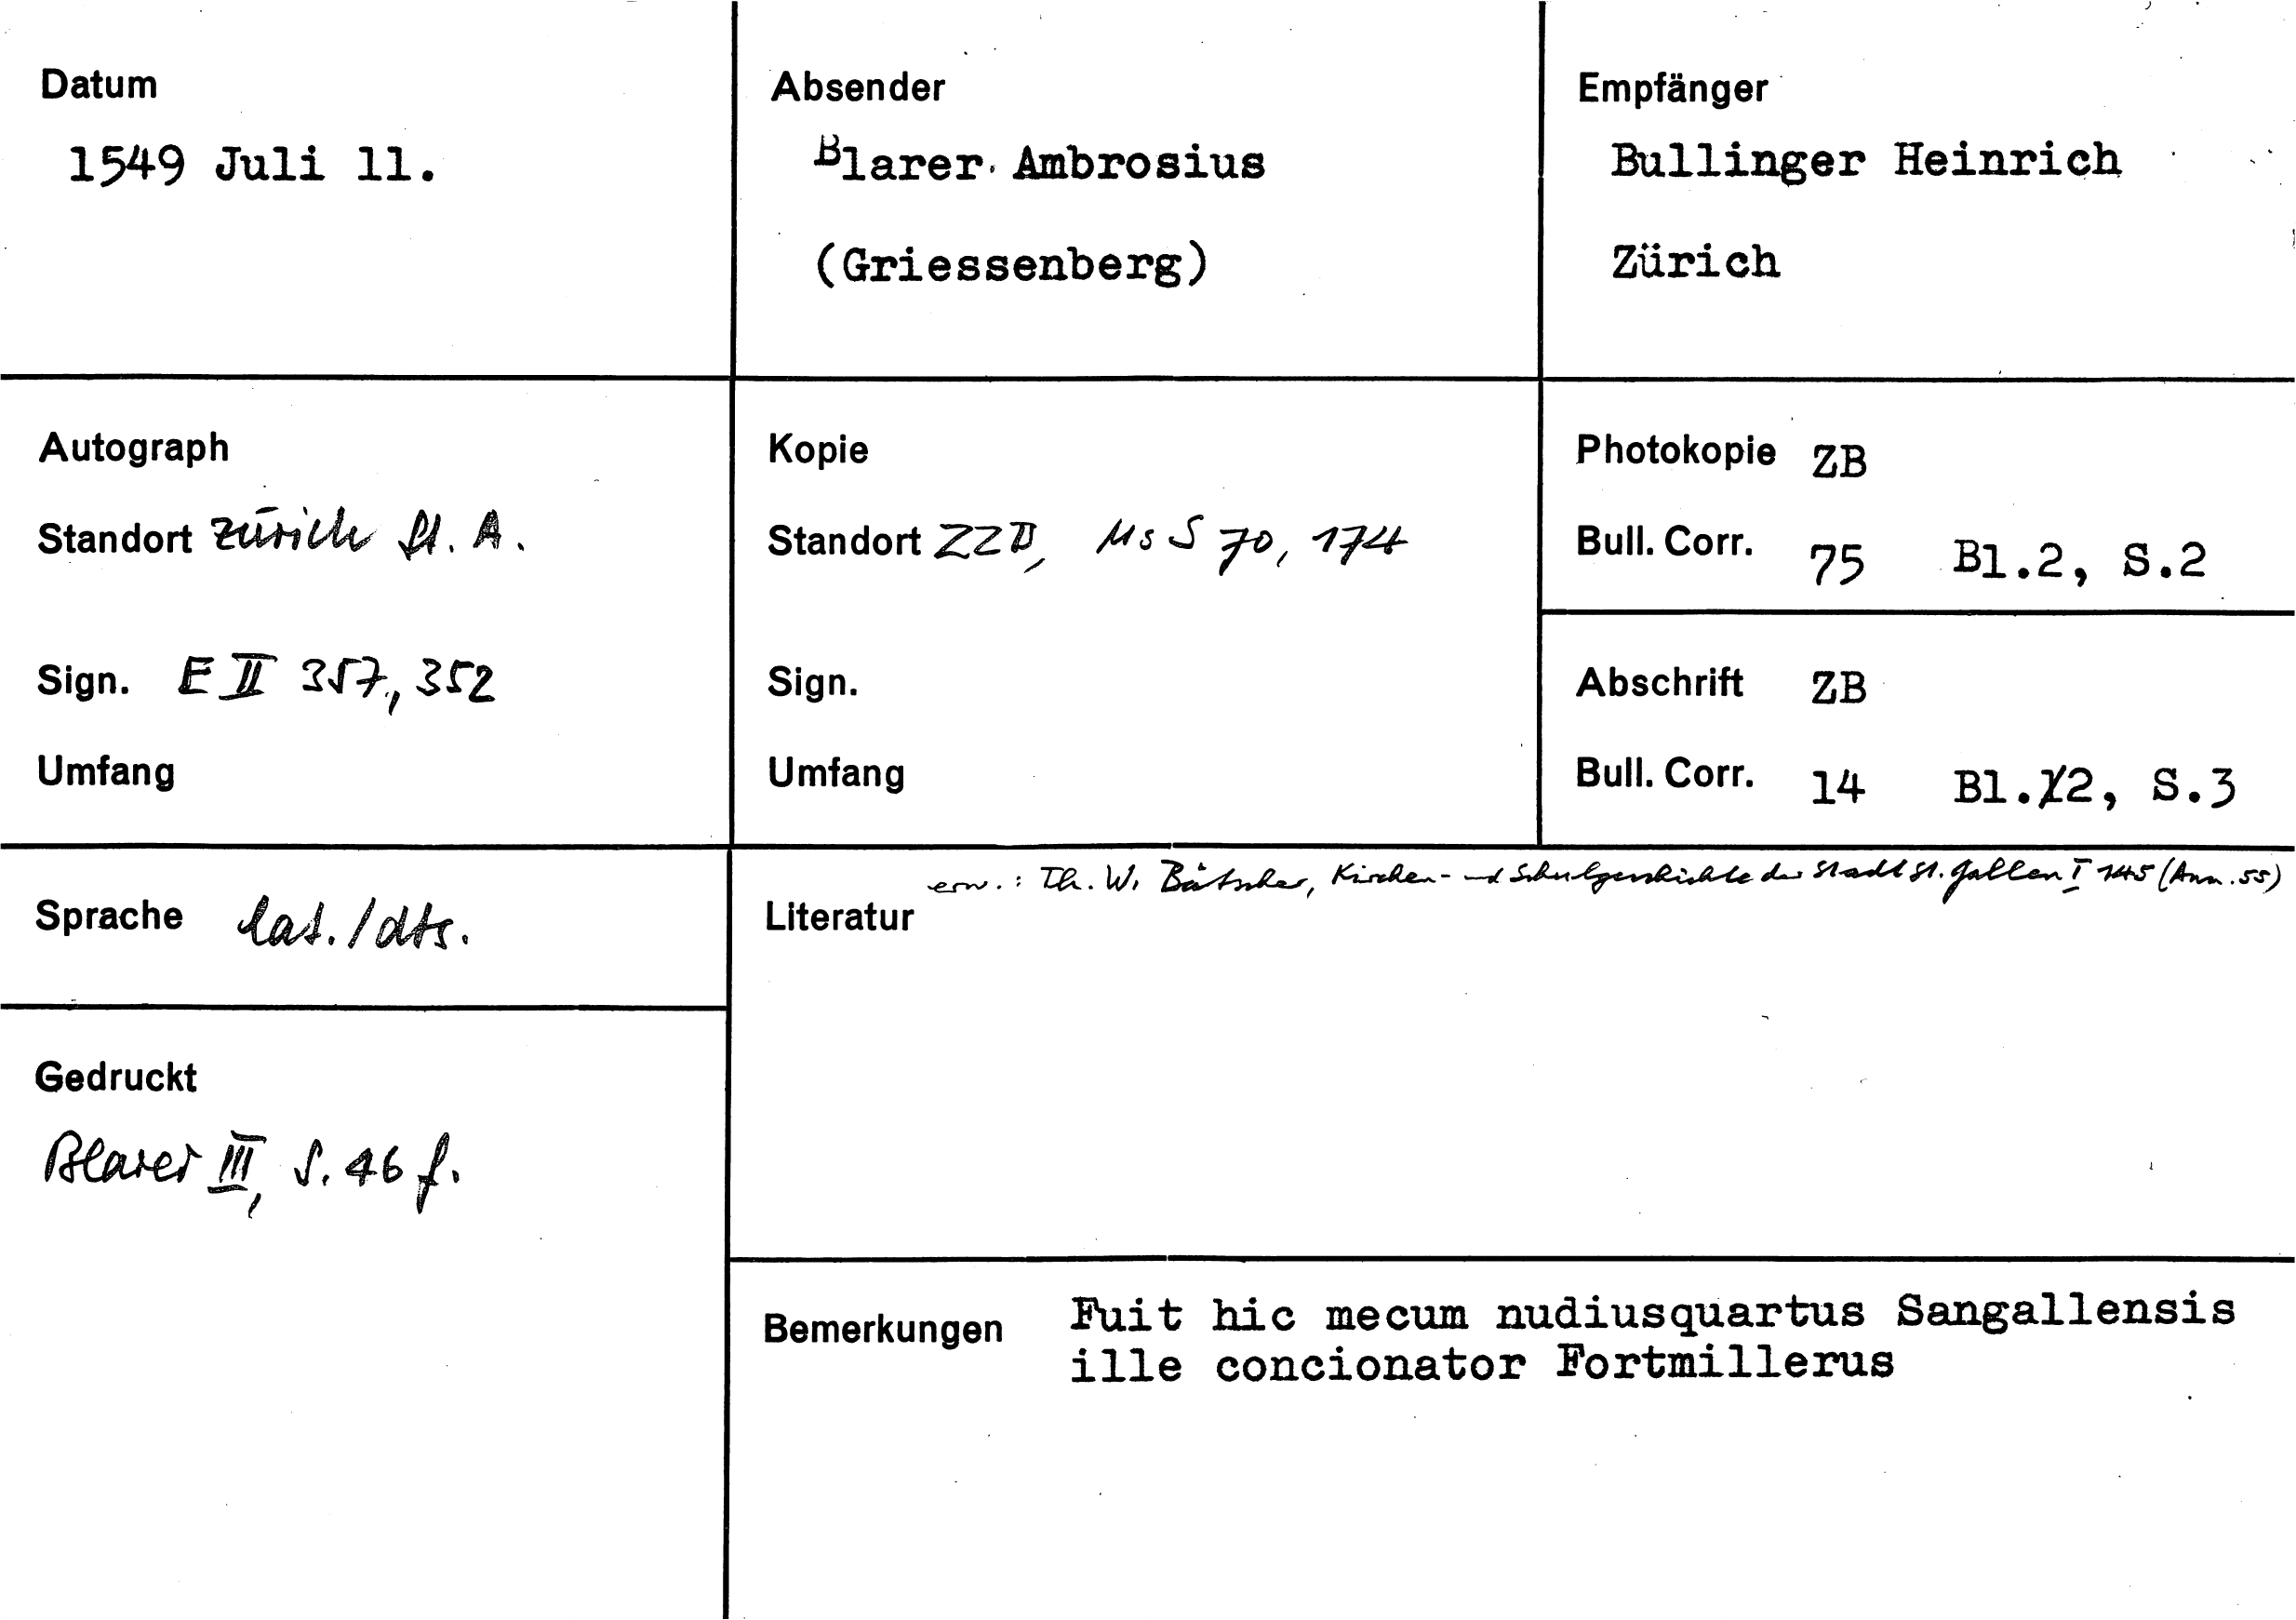 Datum
1549 Juli 11.
Absender
Blarer Ambrosius
(Griessenberg)
Empfänger
Bullinger Heinrich
Zürich
Autograph
Standort Zürich St. A.
Sign. E II 357, 352
Umfang
Kopie
Standort ZZB, Ms S 70, 174
Sign.
Umfang
Photokopie ZB
Bull. Corr. 75 Bl.2, S.2
Abschrift ZB
Bull. Corr. 14 Bl.2, S.3
Sprache lat. / dts.
Gedruckt
Blarer III, S. 46 f.
erw.: Th. W. Bätscher, Kirchen- und Schulgeschichte der Stadt St. Gallen I 145 (Anm. 55)
Literatur
Bemerkungen Fuit hic mecum nudiusquartus Sangallensis
ille concionator Fortmillerus